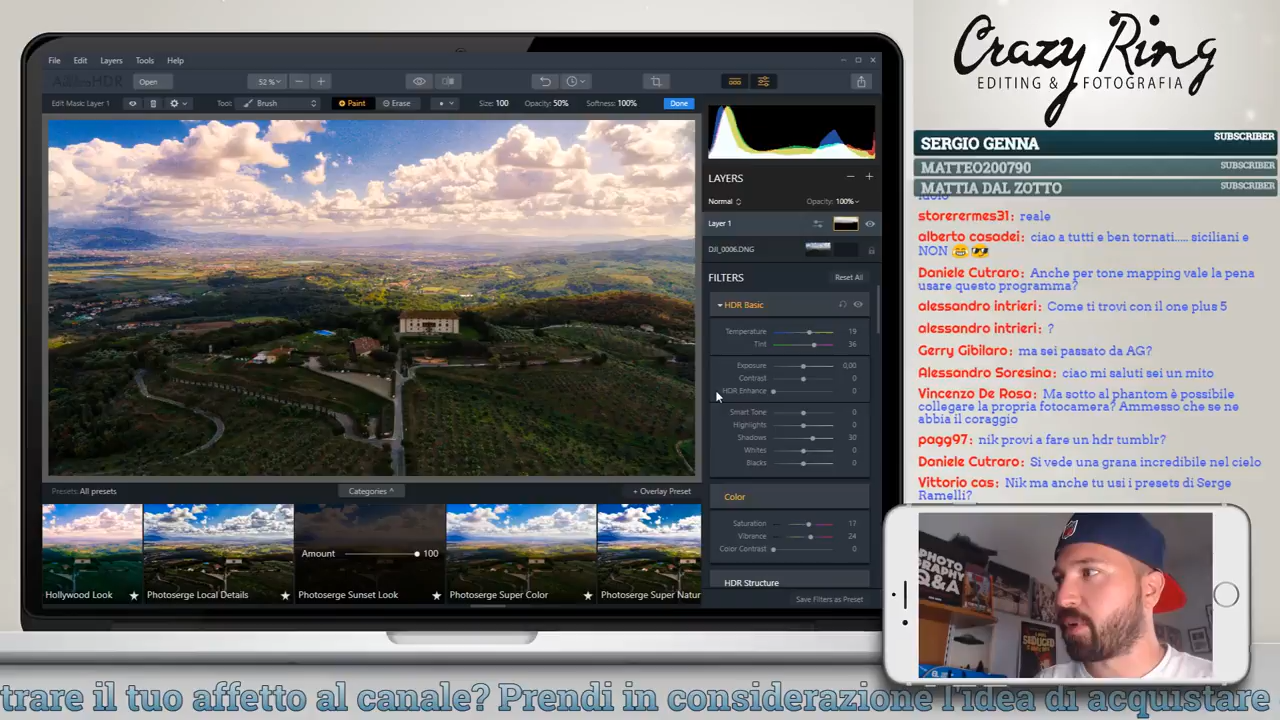 File Edit Layers Tools Help
Open 52 %
Edit Mask: Layer 1 Tool: Brush Paint Erase Size: 100 Opacity: 50% Softness: 100% Done
LAYERS
Normal Opacity: 100%
Layer 1
DJI_0006.DNG
FILTERS Reset All
HDR Basic
Temperature 19
Tint 36
Exposure 0,00
Contrast 0
HDR Enhance 0
Smart Tone 0
Highlights 0
Shadows 30
Whites 0
Blacks 0
Color
Saturation 17
Vibrance 24
Color Contrast 0
HDR Structure
Save Filters as Preset
Presets: All presets
Categories
+ Overlay Preset
Amount 100
Hollywood Look
Photoserge Local Details
Photoserge Sunset Look
Photoserge Super Color
Photoserge Super Natur
Crazy Ring
EDITING & FOTOGRAFIA
SERGIO GENNA SUBSCRIBER
MATTEO200790 SUBSCRIBER
MATTIA DAL ZOTTO SUBSCRIBER
storerermes31: reale
alberto casadei: ciao a tutti e ben tornati..... siciliani e
NON
Daniele Cutraro: Anche per tone mapping vale la pena
usare questo programma?
alessandro intrieri: Come ti trovi con il one plus 5
alessandro intrieri: ?
Gerry Gibilaro: ma sei passato da AG?
Alessandro Soresina: ciao mi saluti sei un mito
Vincenzo De Rosa: Ma sotto al phantom è possibile
collegare la propria fotocamera? Ammesso che se ne
abbia il coraggio
pagg97: nik provi a fare un hdr tumblr?
Daniele Cutraro: Si vede una grana incredibile nel cielo
Vittorio cas: Nik ma anche tu usi i presets di Serge
Ramelli?
PHOTO
GRAPHY
Q&A
SEDUCED
trare il tuo affetto al canale? Prendi in considerazione l'idea di acquistare